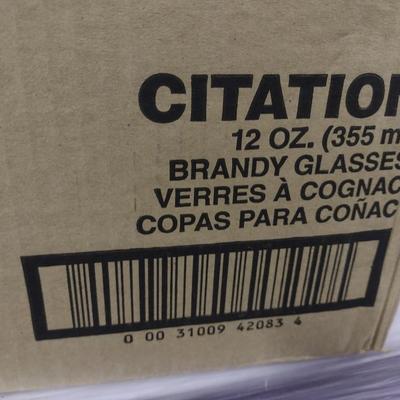 CITATION
12 OZ. (355 m
BRANDY GLASSES
VERRES À COGNAC
COPAS PARA COÑAC
0 00 31009 42083 4